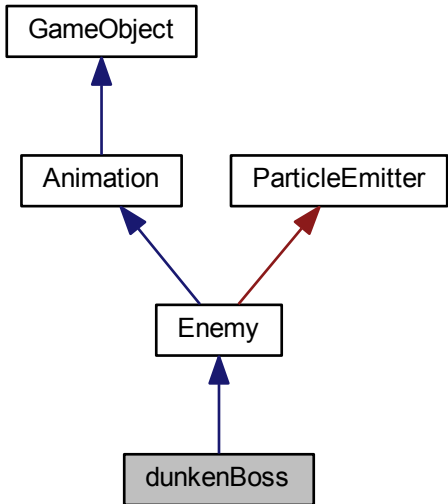 GameObject
Animation
ParticleEmitter
Enemy
dunkenBoss